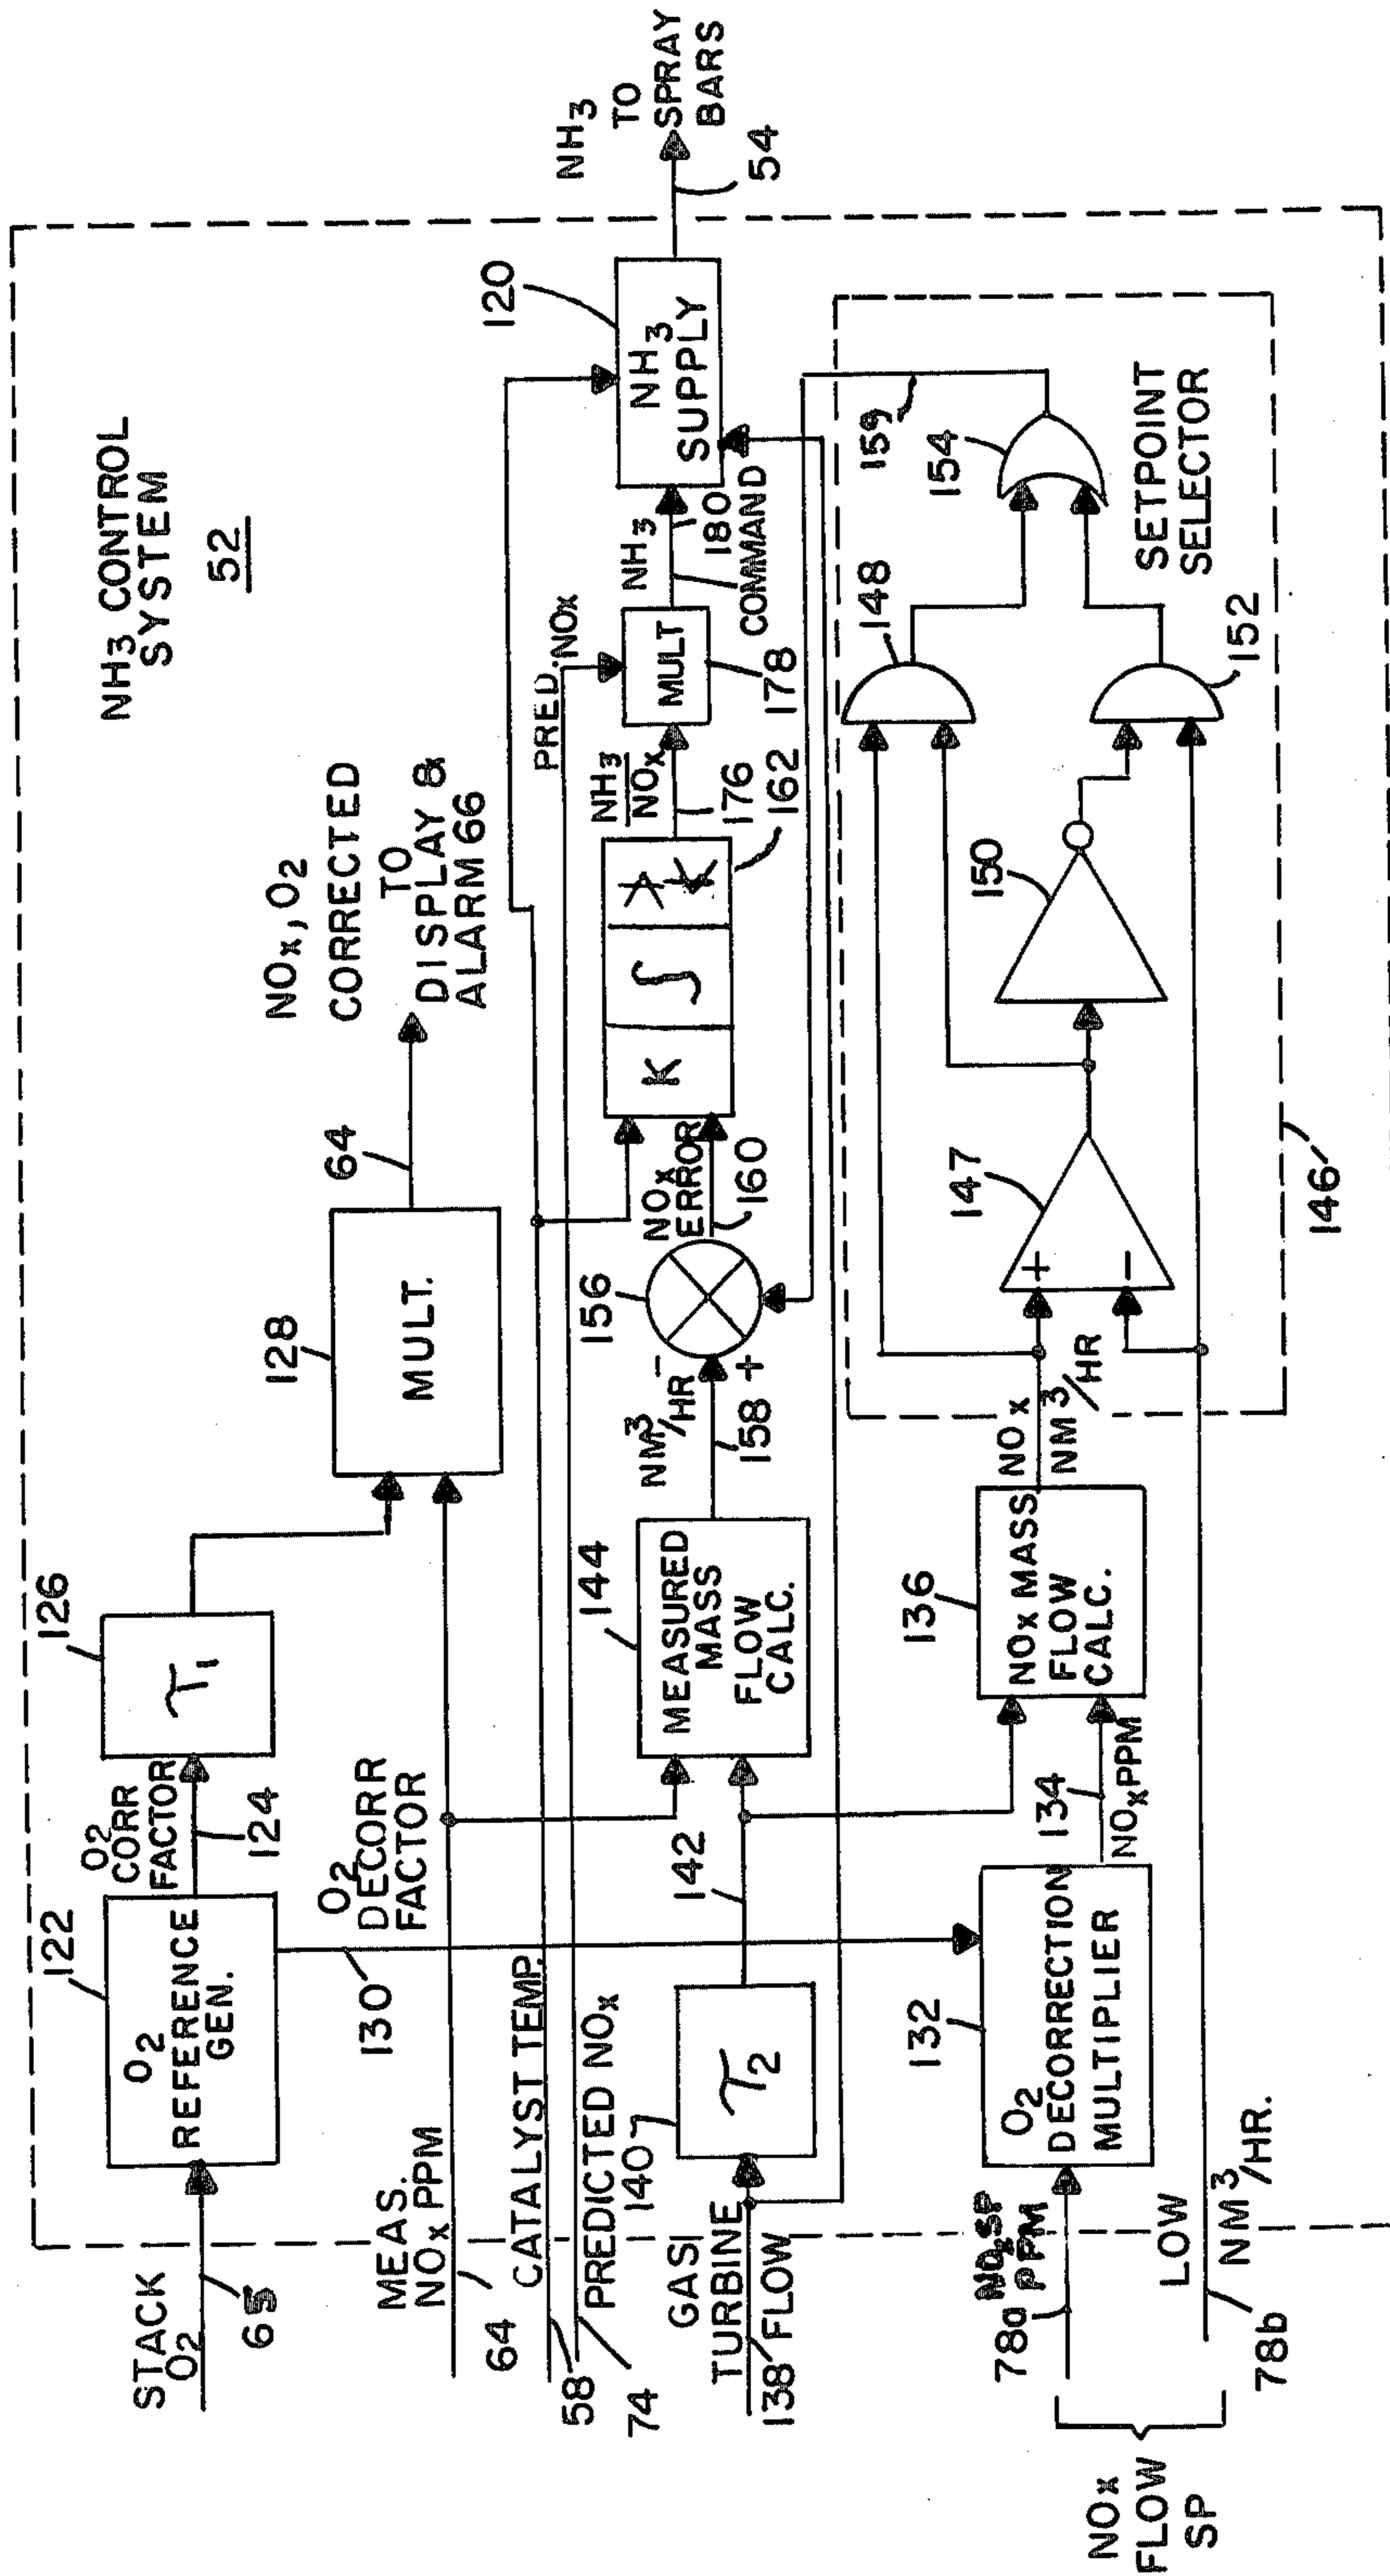 NH3 CONTROL
SYSTEM
52
STACK
O2
65
122
O2
REFERENCE
GEN.
O2
CORR
FACTOR
124
126
τ1
128
MULT.
64
NOx, O2
CORRECTED
TO
DISPLAY &
ALARM 66
130
O2
DECORR
FACTOR
MEAS.
NOx PPM
64
CATALYST TEMP.
58
PREDICTED NOx
74
GAS
TURBINE
138 FLOW
140
τ2
142
144
MEASURED
MASS
FLOW
CALC.
NM3/HR
158
156
-
+
NOx
ERROR
160
K
∫
162
NH3
NOx
176
PRED. NOx
MULT
178
NH3
180
COMMAND
120
NH3
SUPPLY
NH3
TO
SPRAY
BARS
54
NOx
FLOW
SP
78a
NOxSP
PPM
132
O2
DECORRECTION
MULTIPLIER
134
NOxPPM
136
NOx MASS
FLOW
CALC.
NOx
NM3/HR
LOW
NM3/HR.
78b
147
+
-
150
148
152
154
159
SETPOINT
SELECTOR
146